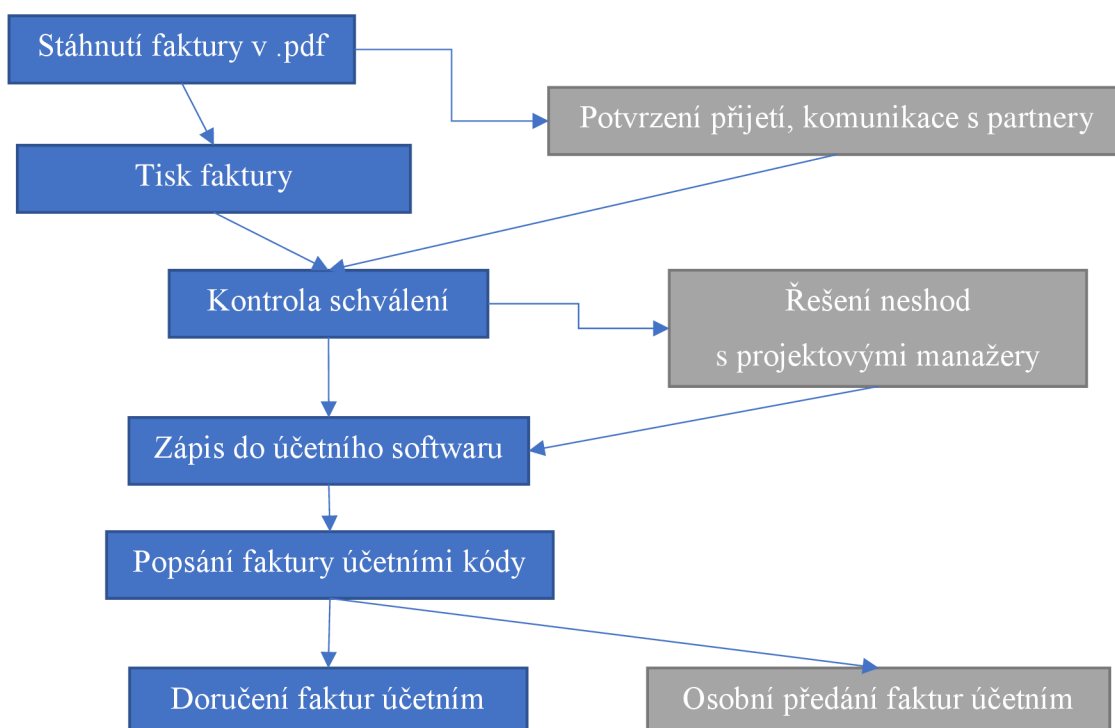 Stáhnutí faktury v .pdf
Potvrzení přijetí, komunikace s partnery
Tisk faktury
Kontrola schválení
Řešení neshod
s projektovými manažery
Zápis do účetního softwaru
Popsání faktury účetními kódy
Doručení faktur účetním
Osobní předání faktur účetním